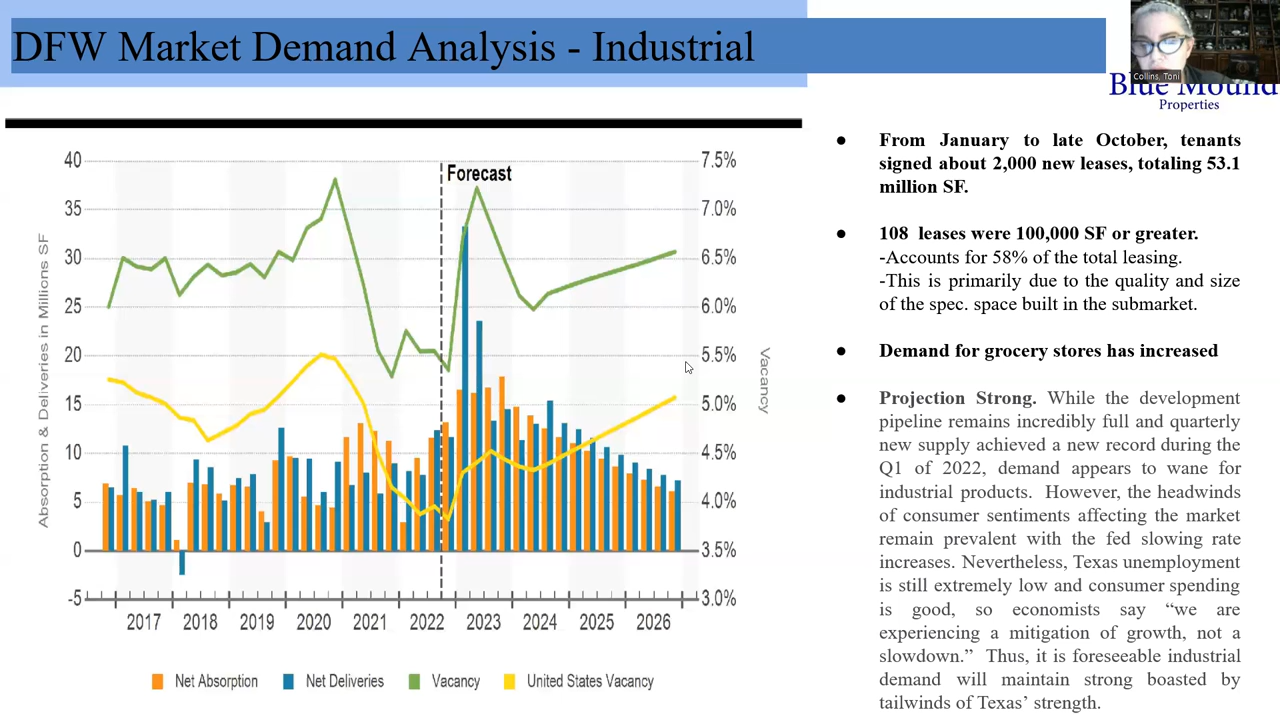 DFW Market Demand Analysis - Industrial
Collins, Toni
Blue Mound
Properties
40
35
30
25
20
15
10
5
0
-5
Absorption & Deliveries in Millions SF
Forecast
7.5%
7.0%
6.5%
6.0%
5.5%
5.0%
4.5%
4.0%
3.5%
3.0%
Vacancy
2017 2018 2019 2020 2021 2022 2023 2024 2025 2026
Net Absorption Net Deliveries Vacancy United States Vacancy
● From January to late October, tenants
signed about 2,000 new leases, totaling 53.1
million SF.
● 108 leases were 100,000 SF or greater.
-Accounts for 58% of the total leasing.
-This is primarily due to the quality and size
of the spec. space built in the submarket.
● Demand for grocery stores has increased
● Projection Strong. While the development
pipeline remains incredibly full and quarterly
new supply achieved a new record during the
Q1 of 2022, demand appears to wane for
industrial products. However, the headwinds
of consumer sentiments affecting the market
remain prevalent with the fed slowing rate
increases. Nevertheless, Texas unemployment
is still extremely low and consumer spending
is good, so economists say “we are
experiencing a mitigation of growth, not a
slowdown.” Thus, it is foreseeable industrial
demand will maintain strong boasted by
tailwinds of Texas’ strength.